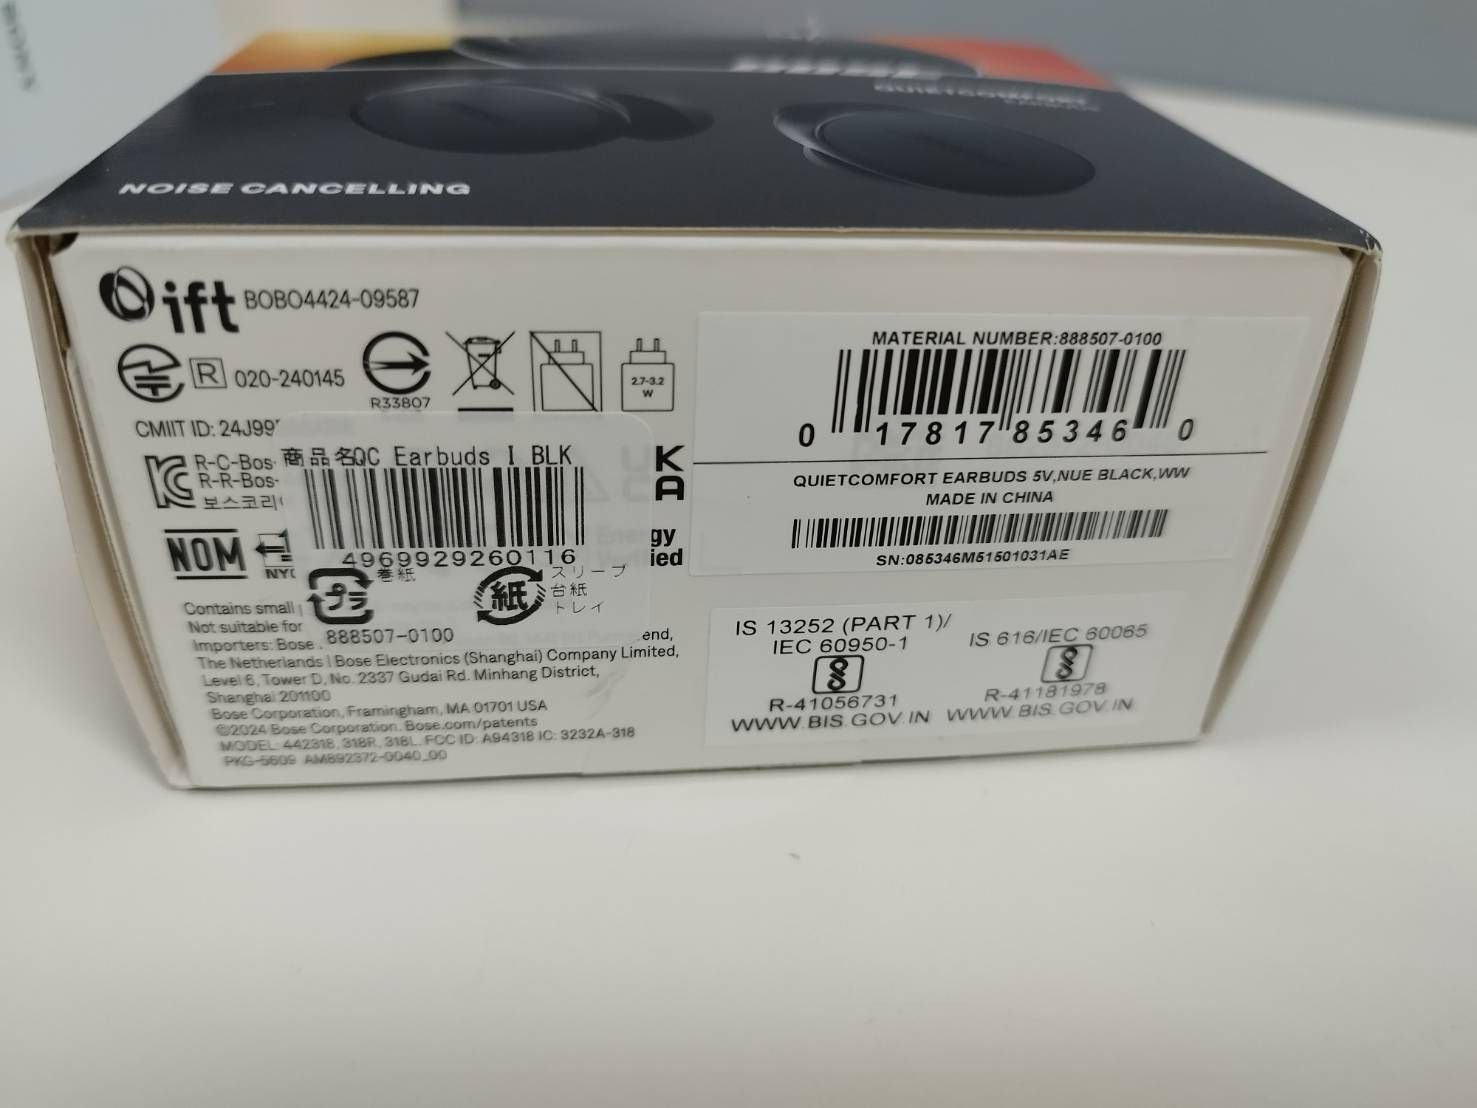 QUIETCOMFORT
NOISE CANCELLING
ift BOBO4424-09587
R 020-240145
R33807
2.7-3.2
W
CMIIT ID: 24J99
R-C-Bos-
R-R-Bos-
보스코리
UK
CA
NOM
NYC
Energy
Verified
商品名QC Earbuds I BLK
4969929260116
プラ
巻紙
紙
スリーブ
台紙
トレイ
888507-0100
Contains small
Not suitable for
Importers: Bose
end,
The Netherlands | Bose Electronics (Shanghai) Company Limited,
Level 6, Tower D, No. 2337 Gudai Rd. Minhang District,
Shanghai 201100
Bose Corporation, Framingham, MA 01701 USA
©2024 Bose Corporation. Bose.com/patents
MODEL: 442318, 318R, 318L. FCC ID: A94318 IC: 3232A-318
PKG-5609 AM892372-0040_00
MATERIAL NUMBER:888507-0100
0 17817 85346 0
QUIETCOMFORT EARBUDS 5V,NUE BLACK,WW
MADE IN CHINA
SN:085346M51501031AE
IS 13252 (PART 1)/
IEC 60950-1
R-41056731
WWW.BIS.GOV.IN
IS 616/IEC 60065
R-41181978
WWW.BIS.GOV.IN